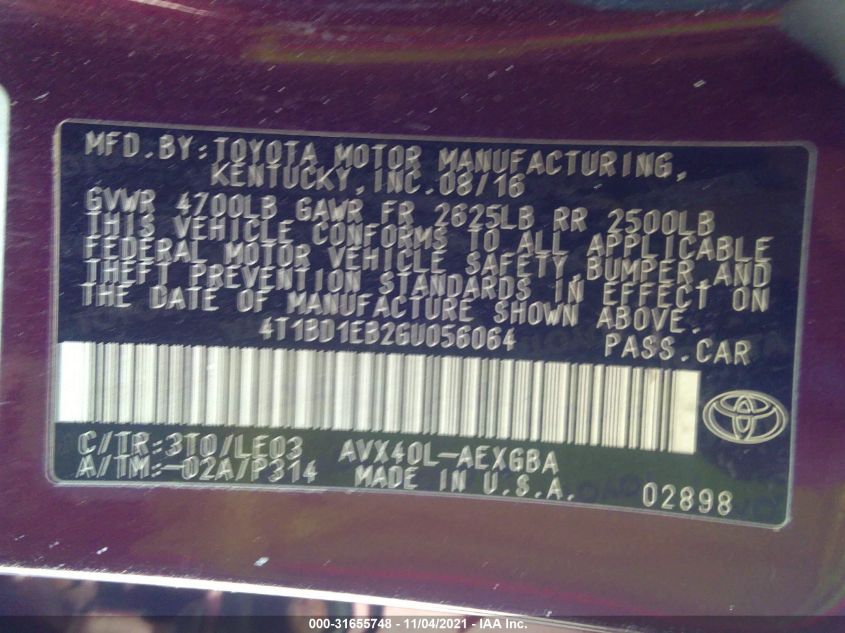 MFD.BY:TOYOTA MOTOR MANUFACTURING,
KENTUCKY,INC.08/16
GVWR 4700LB GAWR FR 2625LB RR 2500LB
THIS VEHICLE CONFORMS TO ALL APPLICABLE
FEDERAL MOTOR VEHICLE SAFETY,BUMPER,AND
THEFT PREVENTION STANDARDS IN EFFECT ON
THE DATE OF MANUFACTURE SHOWN ABOVE.
4T1BD1EB2GU056064 PASS.CAR
C/TR:3T0/LE03 AVX40L-AEXGBA
A/TM:-02A/P314 MADE IN U.S.A. 02898
000-31655748 - 11/04/2021 - IAA Inc.